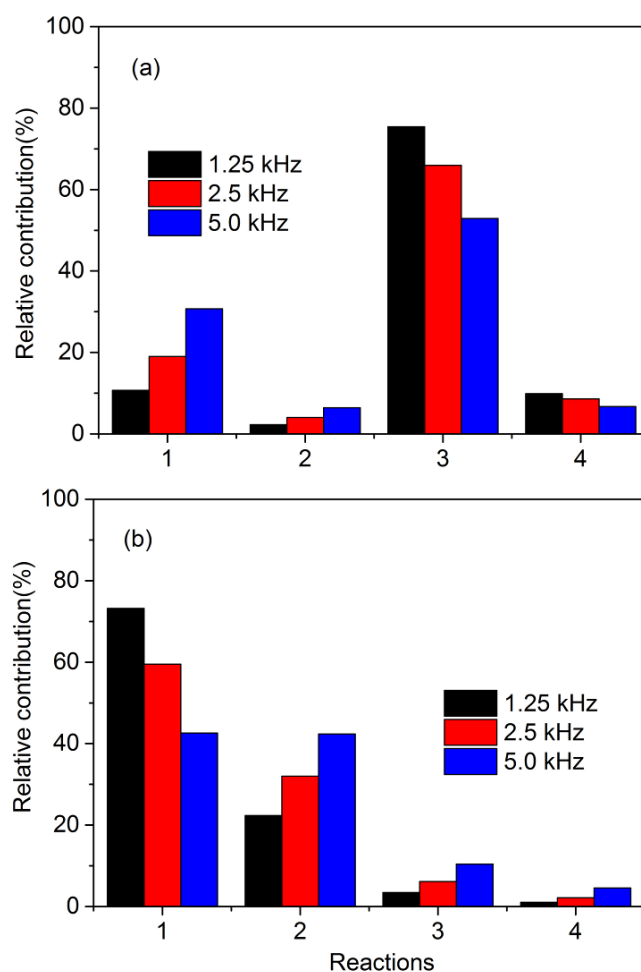 100
(a)
80
1.25 kHz
60
2.5 kHz
5.0 kHz
40
20
0
Relative contribution(%)
1 2 3 4
100
(b)
80
60
1.25 kHz
2.5 kHz
40
5.0 kHz
20
0
Relative contribution(%)
1 2 3 4
Reactions